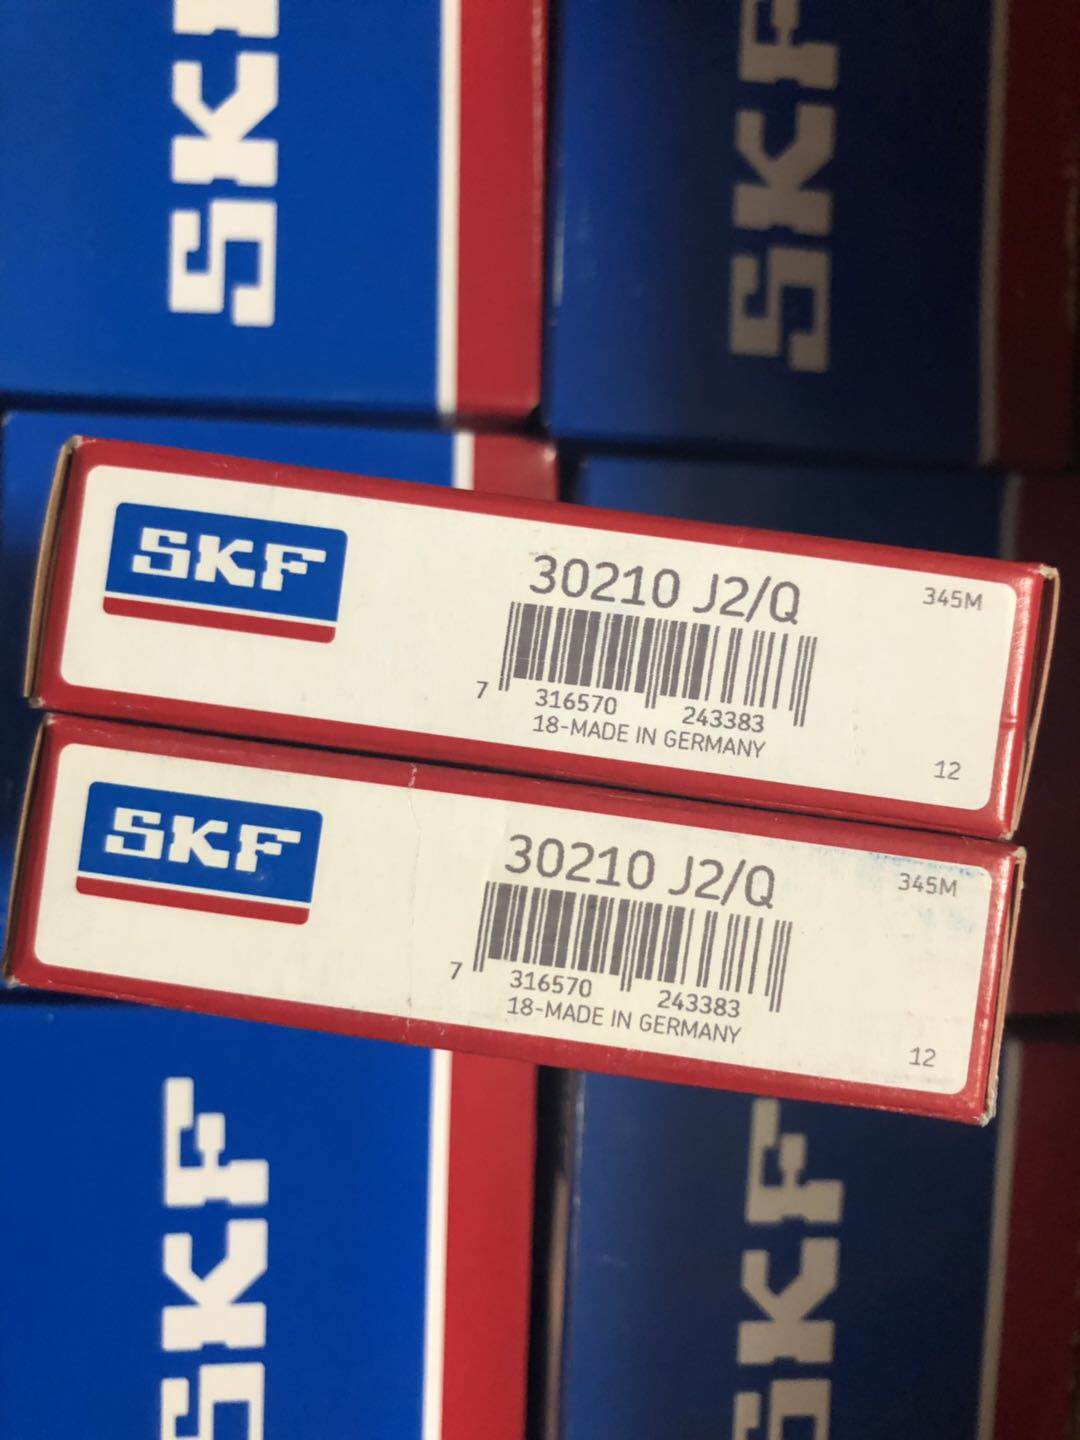 SKF
SKF
SKF
30210 J2/Q
345M
7 316570 243383
18-MADE IN GERMANY
12
SKF
30210 J2/Q
345M
7 316570 243383
18-MADE IN GERMANY
12
SKF
SKF